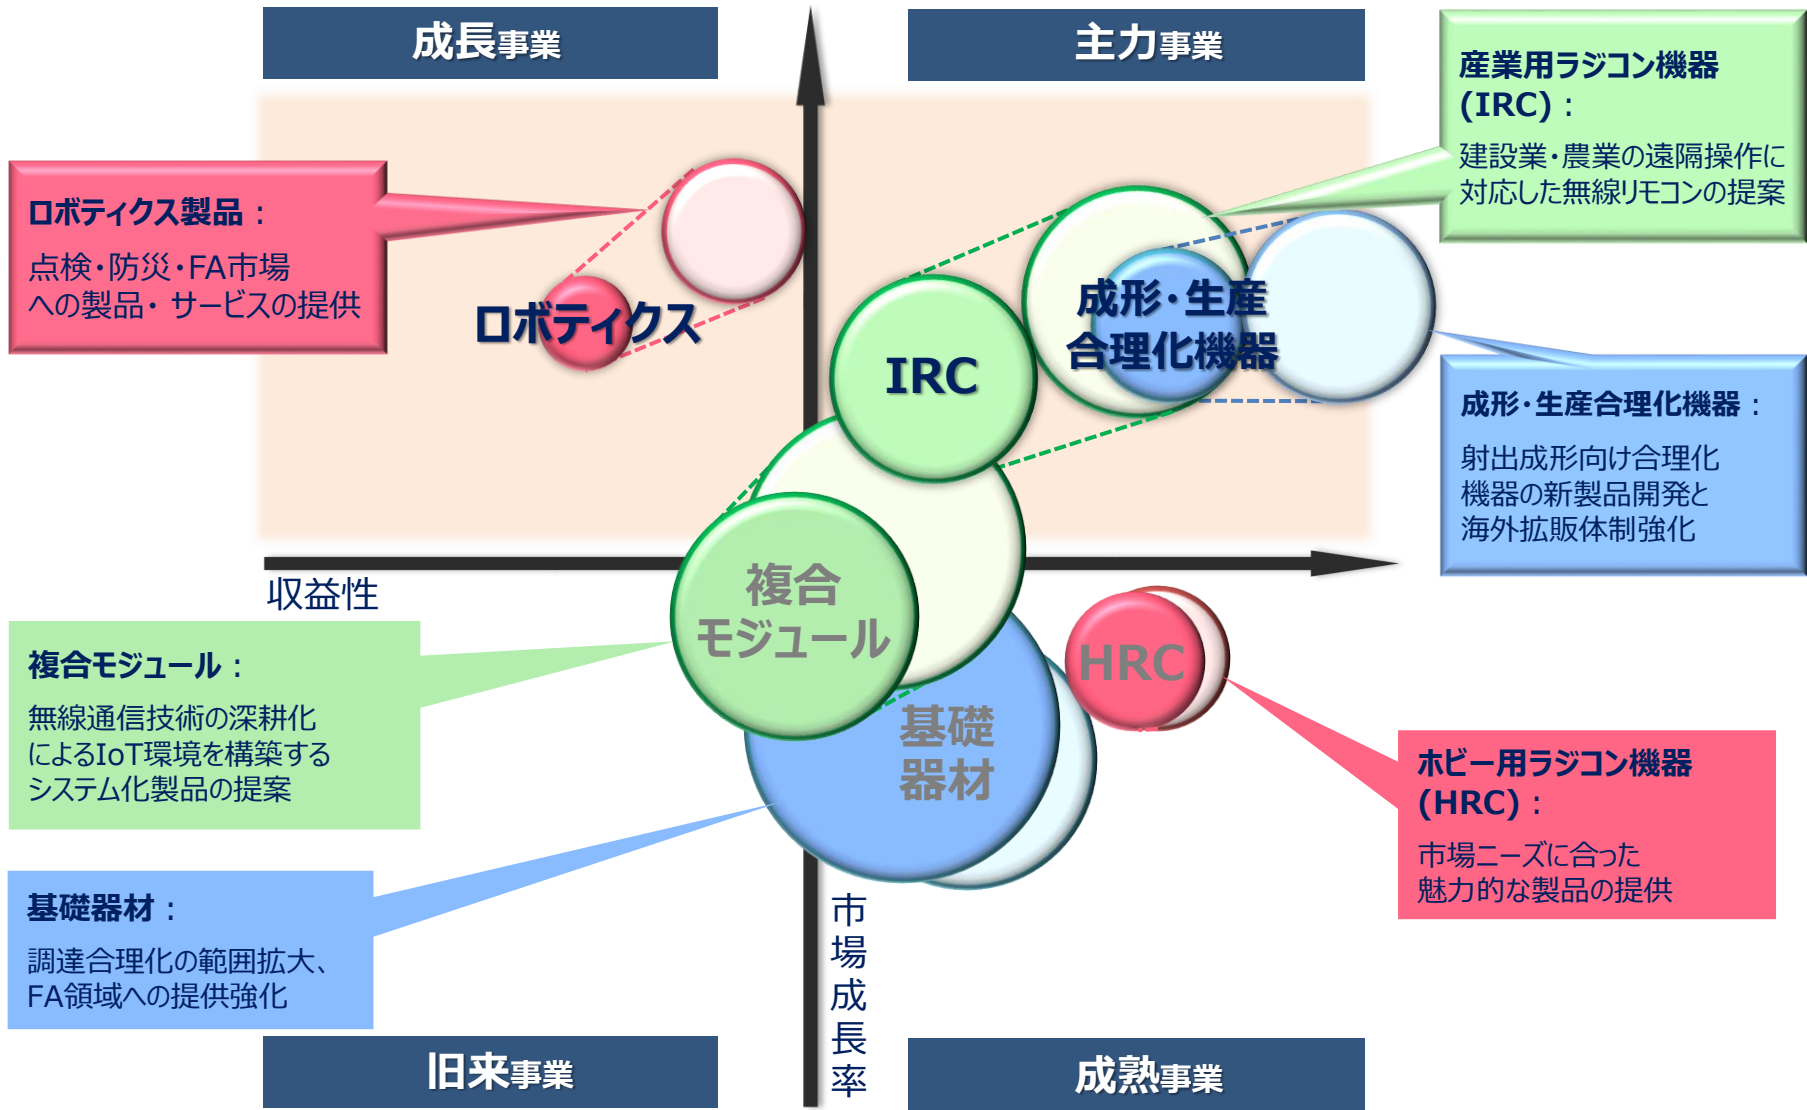 成長事業
主力事業
産業用ラジコン機器
(IRC)：
建設業・農業の遠隔操作に
対応した無線リモコンの提案
ロボティクス製品：
点検・防災・FA市場
への製品・ サービスの提供
ロボティクス
IRC
成形・生産
合理化機器
成形・生産合理化機器：
射出成形向け合理化
機器の新製品開発と
海外拡販体制強化
収益性
複合
モジュール
複合モジュール：
無線通信技術の深耕化
によるIoT環境を構築する
システム化製品の提案
HRC
基礎
器材
ホビー用ラジコン機器
(HRC)：
市場ニーズに合った
魅力的な製品の提供
基礎器材：
調達合理化の範囲拡大、
FA領域への提供強化
市場成長率
旧来事業
成熟事業